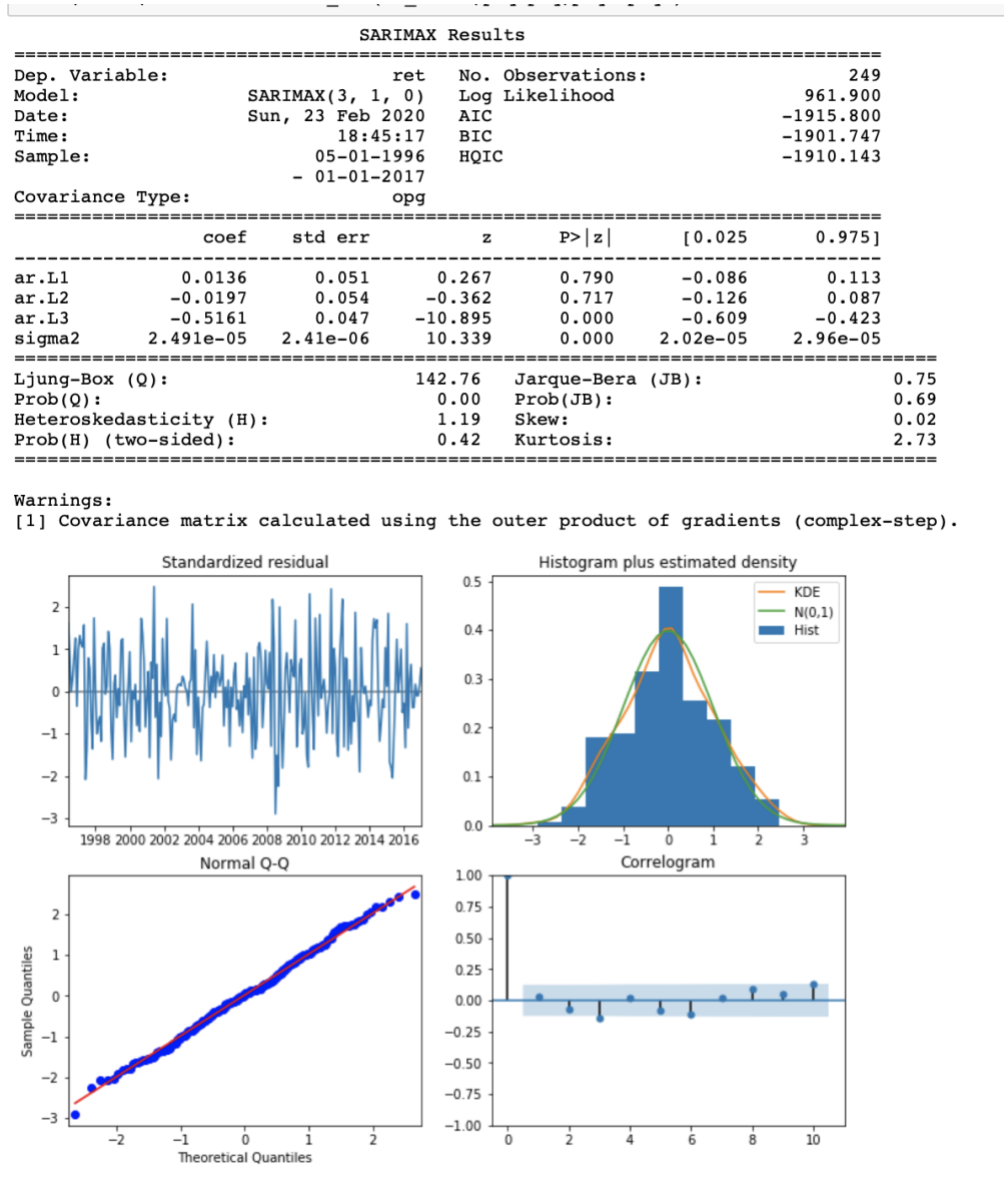 SARIMAX Results
Dep. Variable: ret No. Observations: 249
Model: SARIMAX(3, 1, 0) Log Likelihood 961.900
Date: Sun, 23 Feb 2020 AIC -1915.800
Time: 18:45:17 BIC -1901.747
Sample: 05-01-1996 HQIC -1910.143
- 01-01-2017
Covariance Type: opg
coef std err z P>|z| [0.025 0.975]
ar.L1 0.0136 0.051 0.267 0.790 -0.086 0.113
ar.L2 -0.0197 0.054 -0.362 0.717 -0.126 0.087
ar.L3 -0.5161 0.047 -10.895 0.000 -0.609 -0.423
sigma2 2.491e-05 2.41e-06 10.339 0.000 2.02e-05 2.96e-05
Ljung-Box (Q): 142.76 Jarque-Bera (JB): 0.75
Prob(Q): 0.00 Prob(JB): 0.69
Heteroskedasticity (H): 1.19 Skew: 0.02
Prob(H) (two-sided): 0.42 Kurtosis: 2.73
Warnings:
[1] Covariance matrix calculated using the outer product of gradients (complex-step).
Standardized residual
2
1
0
−1
−2
−3
1998 2000 2002 2004 2006 2008 2010 2012 2014 2016
Histogram plus estimated density
0.5
0.4
0.3
0.2
0.1
0.0
KDE
N(0,1)
Hist
−3 −2 −1 0 1 2 3
Normal Q-Q
Sample Quantiles
2
1
0
−1
−2
−3
−2 −1 0 1 2
Theoretical Quantiles
Correlogram
1.00
0.75
0.50
0.25
0.00
−0.25
−0.50
−0.75
−1.00
0 2 4 6 8 10